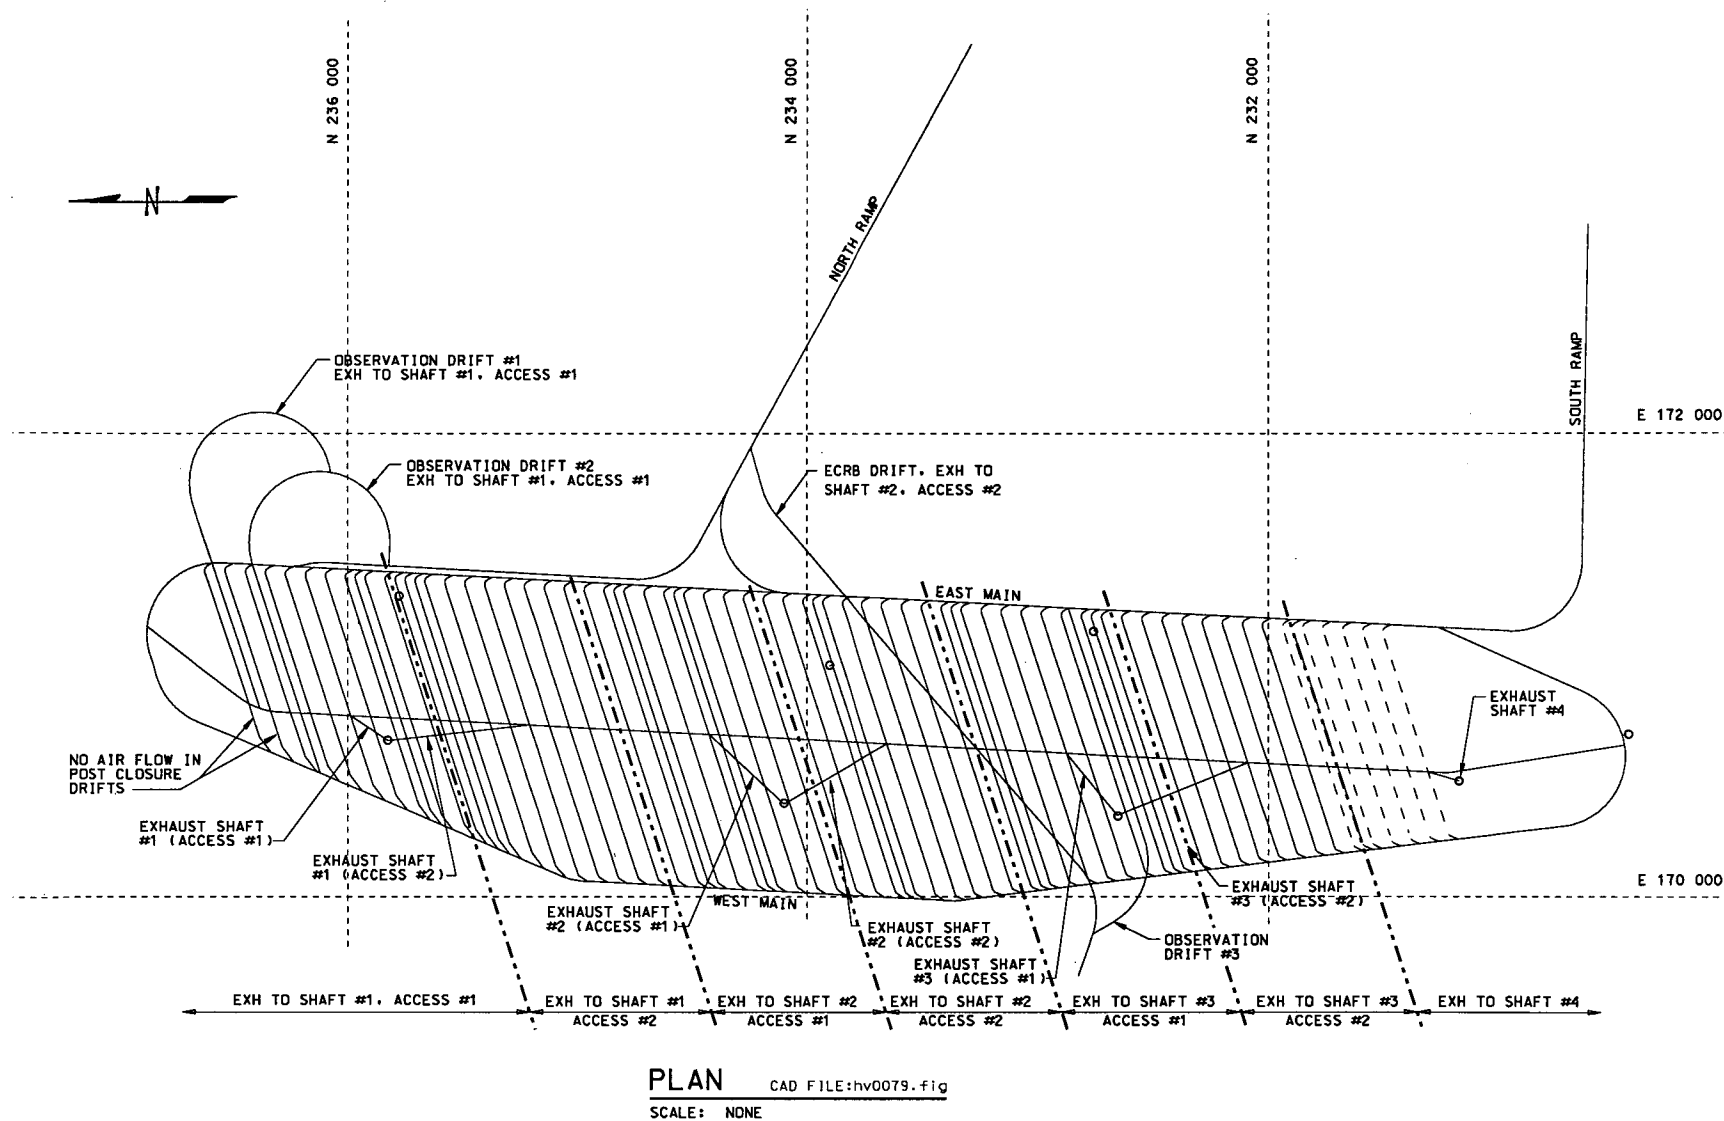 N 236 000
N 234 000
N 232 000
N
NORTH RAMP
SOUTH RAMP
OBSERVATION DRIFT #1
EXH TO SHAFT #1. ACCESS #1
E 172 000
OBSERVATION DRIFT #2
EXH TO SHAFT #1. ACCESS #1
ECRB DRIFT. EXH TO
SHAFT #2. ACCESS #2
EAST MAIN
EXHAUST
SHAFT #4
NO AIR FLOW IN
POST CLOSURE
DRIFTS
EXHAUST SHAFT
#1 (ACCESS #1)
EXHAUST SHAFT
#1 (ACCESS #2)
E 170 000
WEST MAIN
EXHAUST SHAFT
#2 (ACCESS #1)
EXHAUST SHAFT
#2 (ACCESS #2)
EXHAUST SHAFT
#3 (ACCESS #1)
EXHAUST SHAFT
#3 (ACCESS #2)
OBSERVATION
DRIFT #3
EXH TO SHAFT #1. ACCESS #1
EXH TO SHAFT #1
ACCESS #2
EXH TO SHAFT #2
ACCESS #1
EXH TO SHAFT #2
ACCESS #2
EXH TO SHAFT #3
ACCESS #1
EXH TO SHAFT #3
ACCESS #2
EXH TO SHAFT #4
PLAN CAD FILE:hv0079.fig
SCALE: NONE